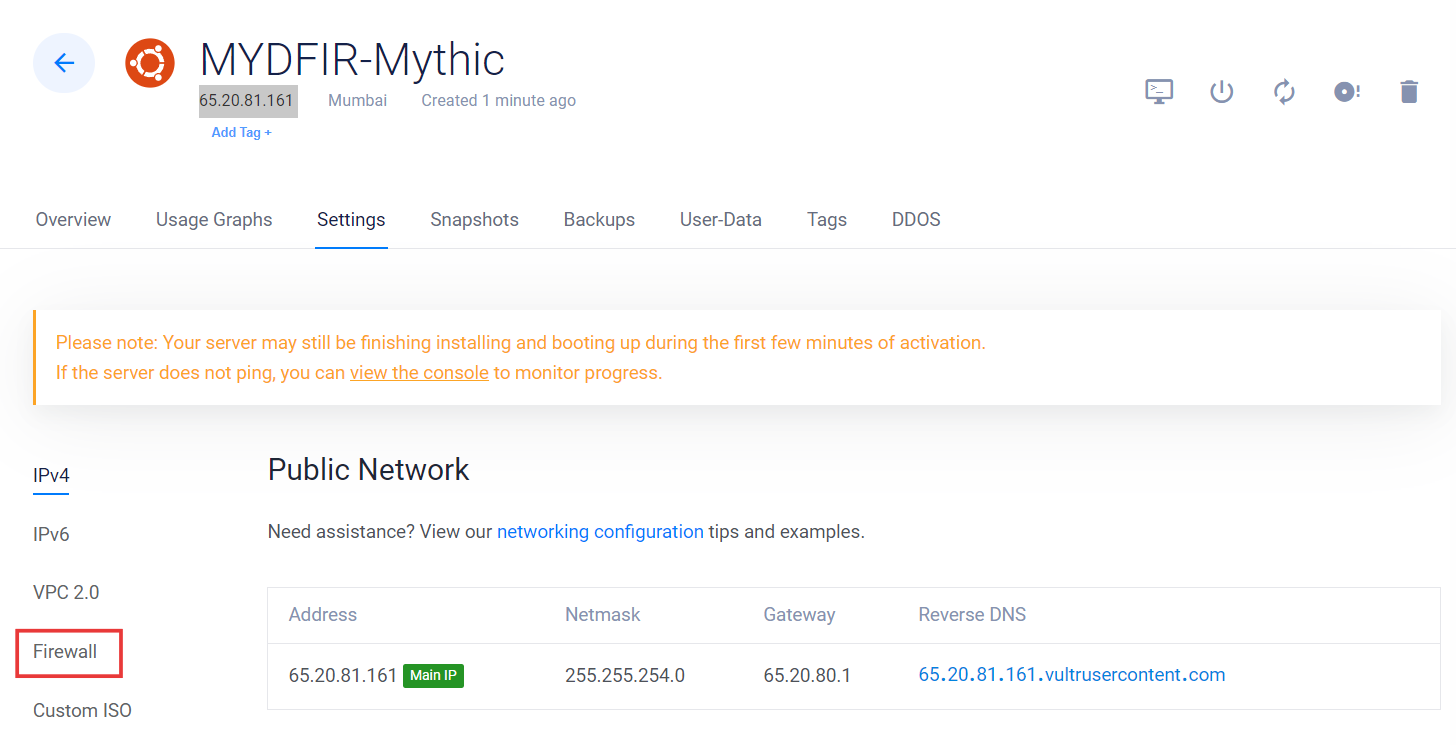 MYDFIR-Mythic
65.20.81.161 Mumbai Created 1 minute ago
Add Tag +
Overview Usage Graphs Settings Snapshots Backups User-Data Tags DDOS
Please note: Your server may still be finishing installing and booting up during the first few minutes of activation.
If the server does not ping, you can view the console to monitor progress.
IPv4
IPv6
VPC 2.0
Firewall
Custom ISO
Public Network
Need assistance? View our networking configuration tips and examples.
Address Netmask Gateway Reverse DNS
65.20.81.161 Main IP 255.255.254.0 65.20.80.1 65.20.81.161.vultrusercontent.com